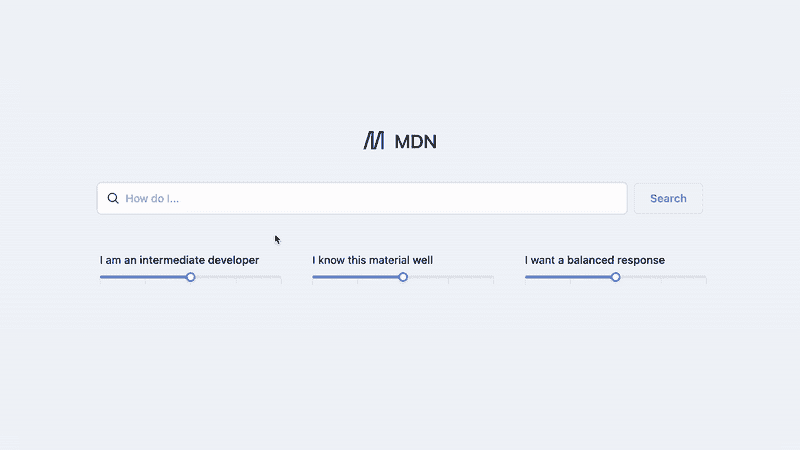 MDN
How do I...
Search
I am an intermediate developer
I know this material well
I want a balanced response